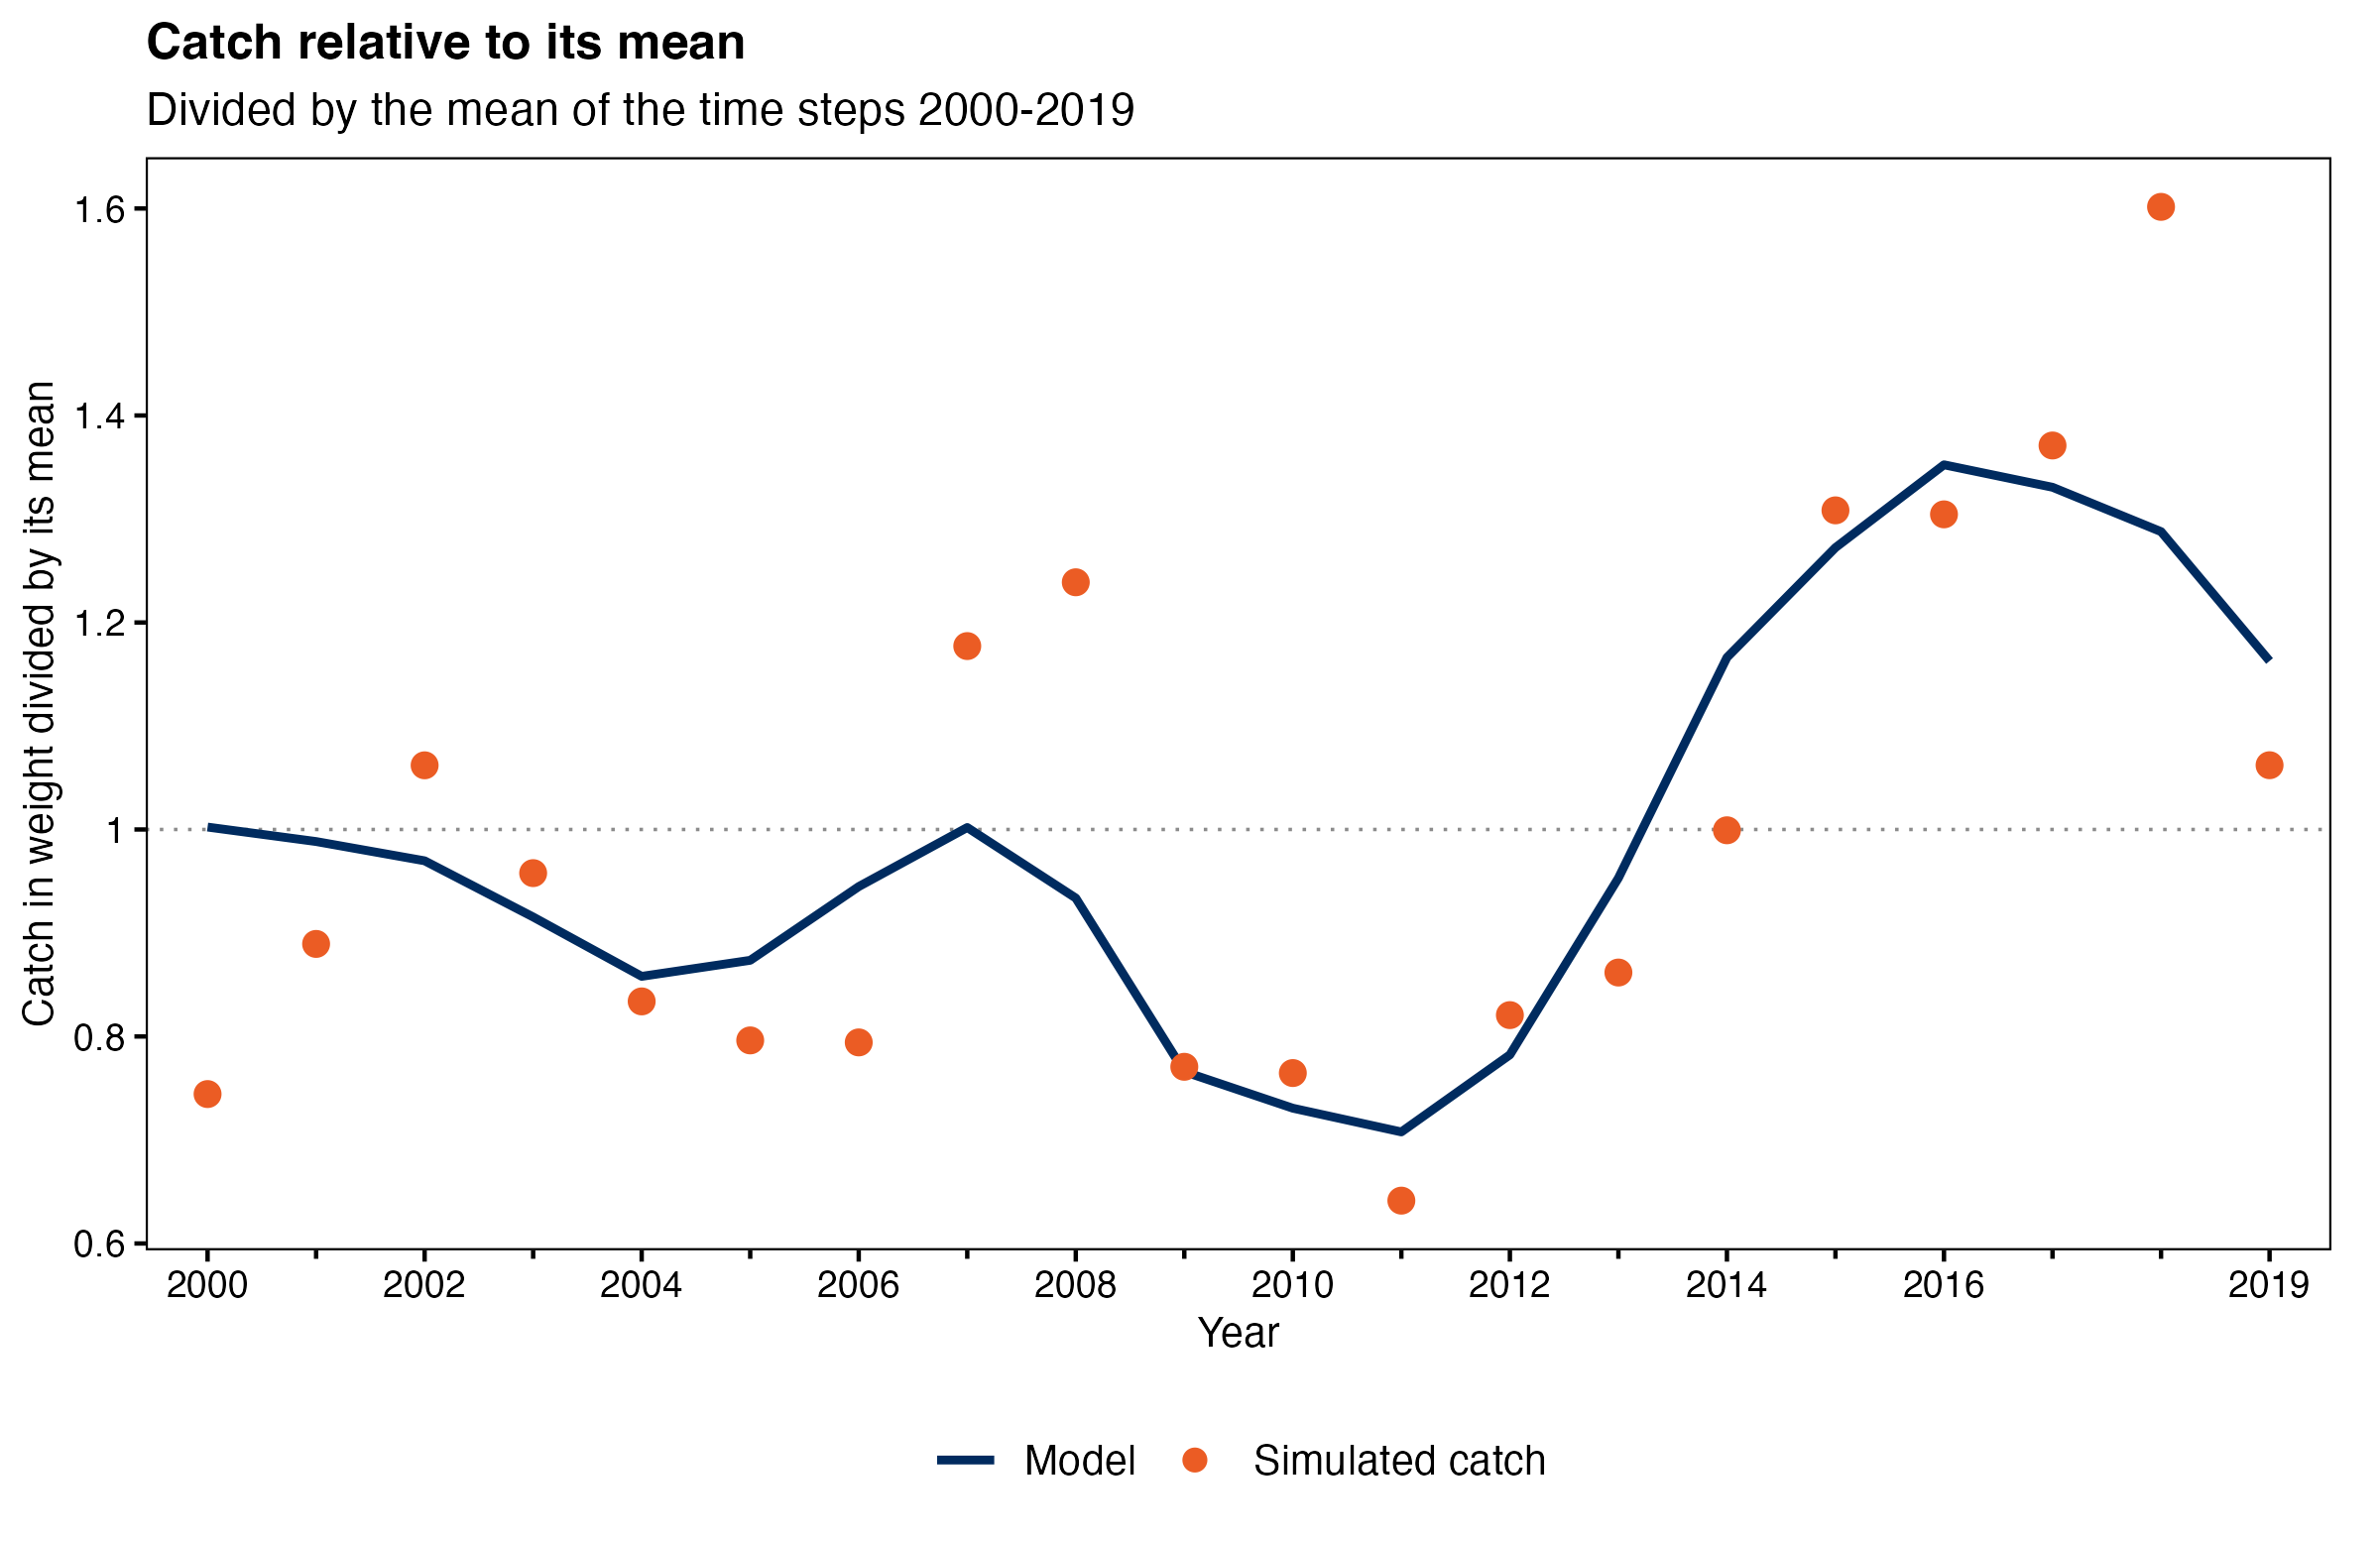 Catch relative to its mean
Divided by the mean of the time steps 2000-2019
Catch in weight divided by its mean
1.6
1.4
1.2
1
0.8
0.6
2000 2002 2004 2006 2008 2010 2012 2014 2016 2019
Year
Model Simulated catch